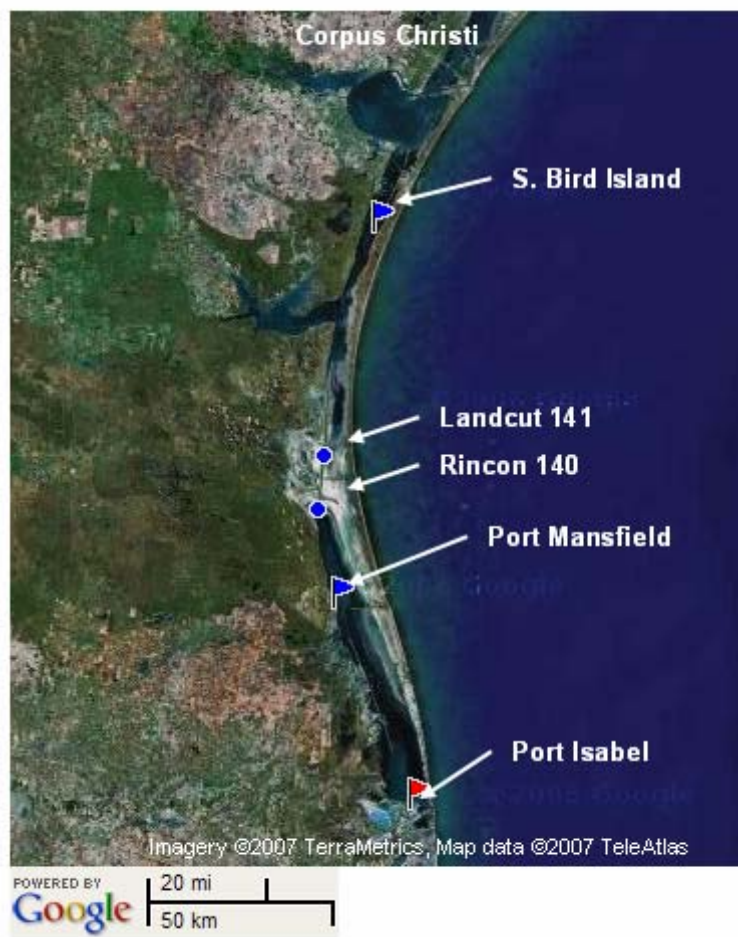 Corpus Christi
S. Bird Island
Landcut 141
Rincon 140
Port Mansfield
Port Isabel
Imagery ©2007 TerraMetrics, Map data ©2007 TeleAtlas
POWERED BY
Google
20 mi
50 km